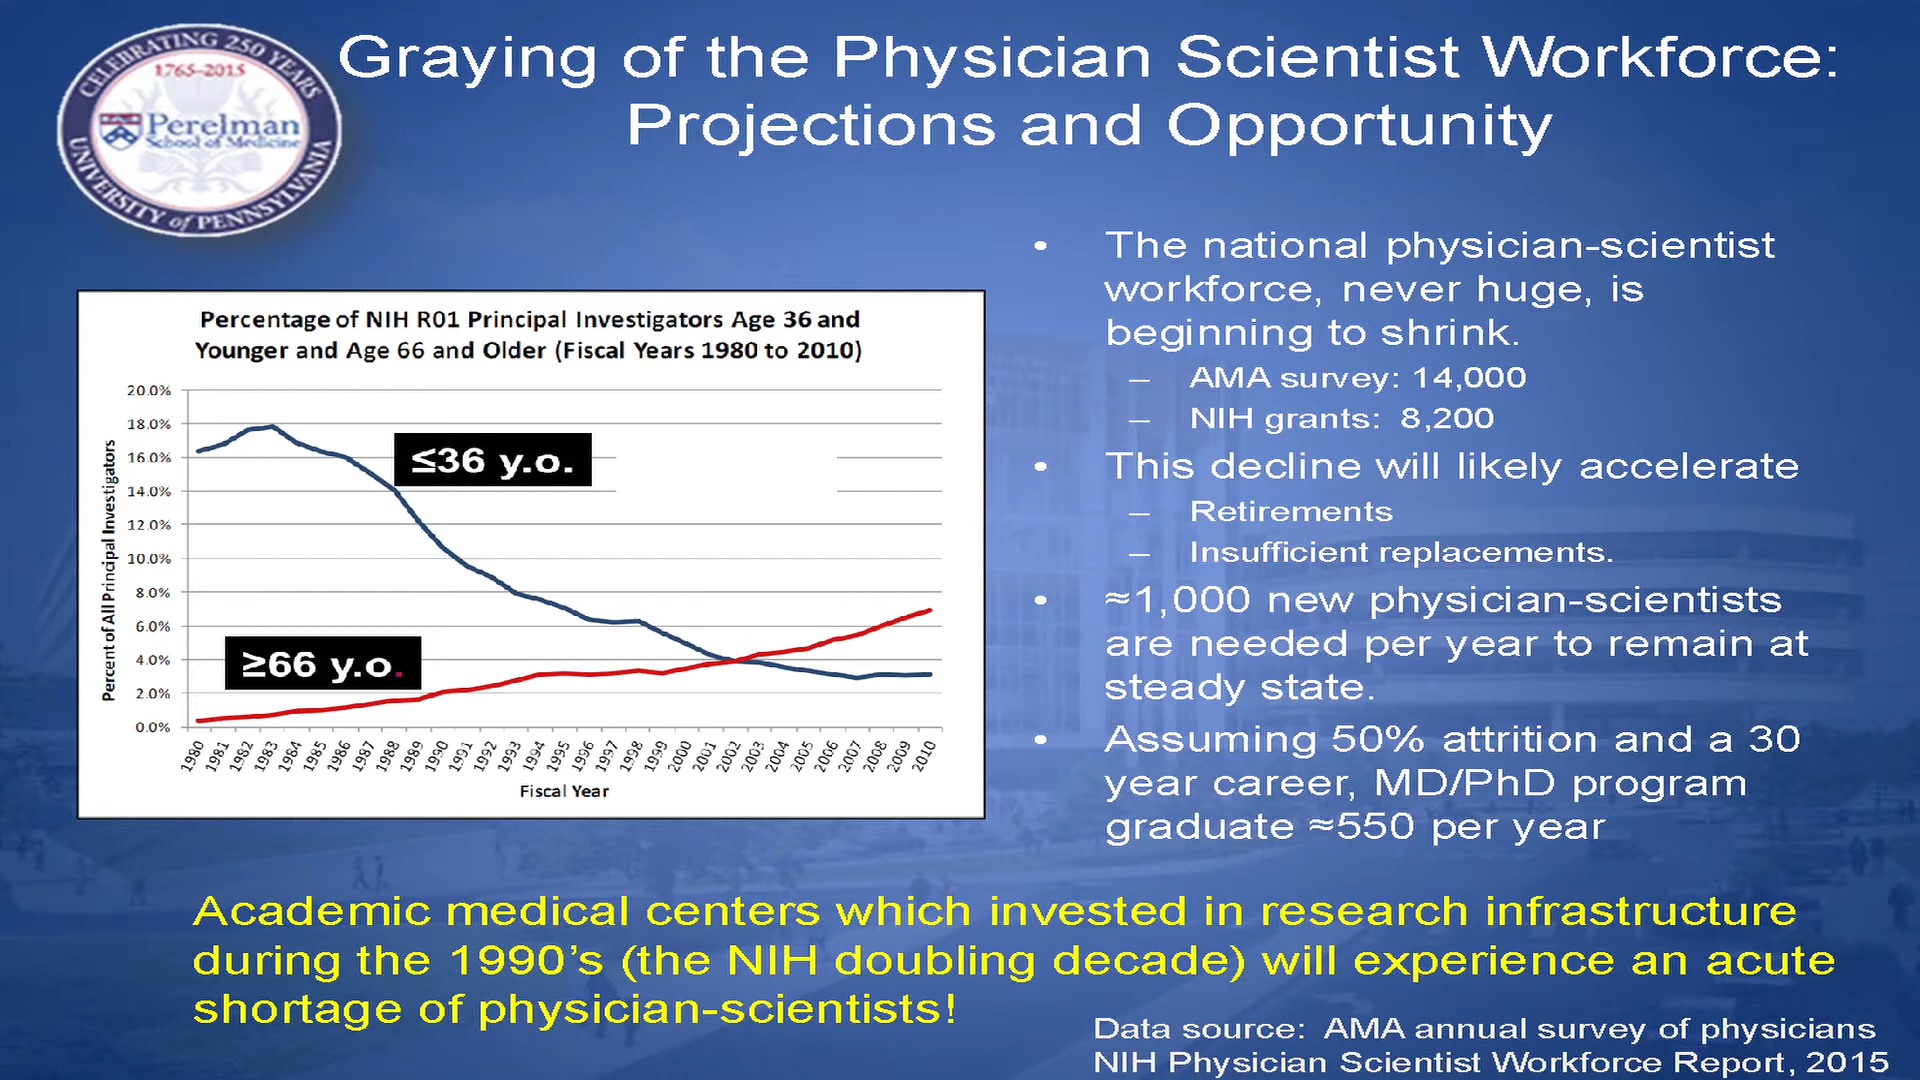 CELEBRATING 250 YEARS
1765-2015
Perelman
School of Medicine
UNIVERSITY of PENNSYLVANIA
Graying of the Physician Scientist Workforce:
Projections and Opportunity
Percentage of NIH R01 Principal Investigators Age 36 and
Younger and Age 66 and Older (Fiscal Years 1980 to 2010)
Percent of All Principal Investigators
20.0%
18.0%
16.0%
14.0%
12.0%
10.0%
8.0%
6.0%
4.0%
2.0%
0.0%
≤36 y.o.
≥66 y.o.
1980 1981 1982 1983 1984 1985 1986 1987 1988 1989 1990 1991 1992 1993 1994 1995 1996 1997 1998 1999 2000 2001 2002 2003 2004 2005 2006 2007 2008 2009 2010
Fiscal Year
• The national physician-scientist
workforce, never huge, is
beginning to shrink.
– AMA survey: 14,000
– NIH grants: 8,200
• This decline will likely accelerate
– Retirements
– Insufficient replacements.
• ≈1,000 new physician-scientists
are needed per year to remain at
steady state.
• Assuming 50% attrition and a 30
year career, MD/PhD program
graduate ≈550 per year
Academic medical centers which invested in research infrastructure
during the 1990’s (the NIH doubling decade) will experience an acute
shortage of physician-scientists!
Data source: AMA annual survey of physicians
NIH Physician Scientist Workforce Report, 2015